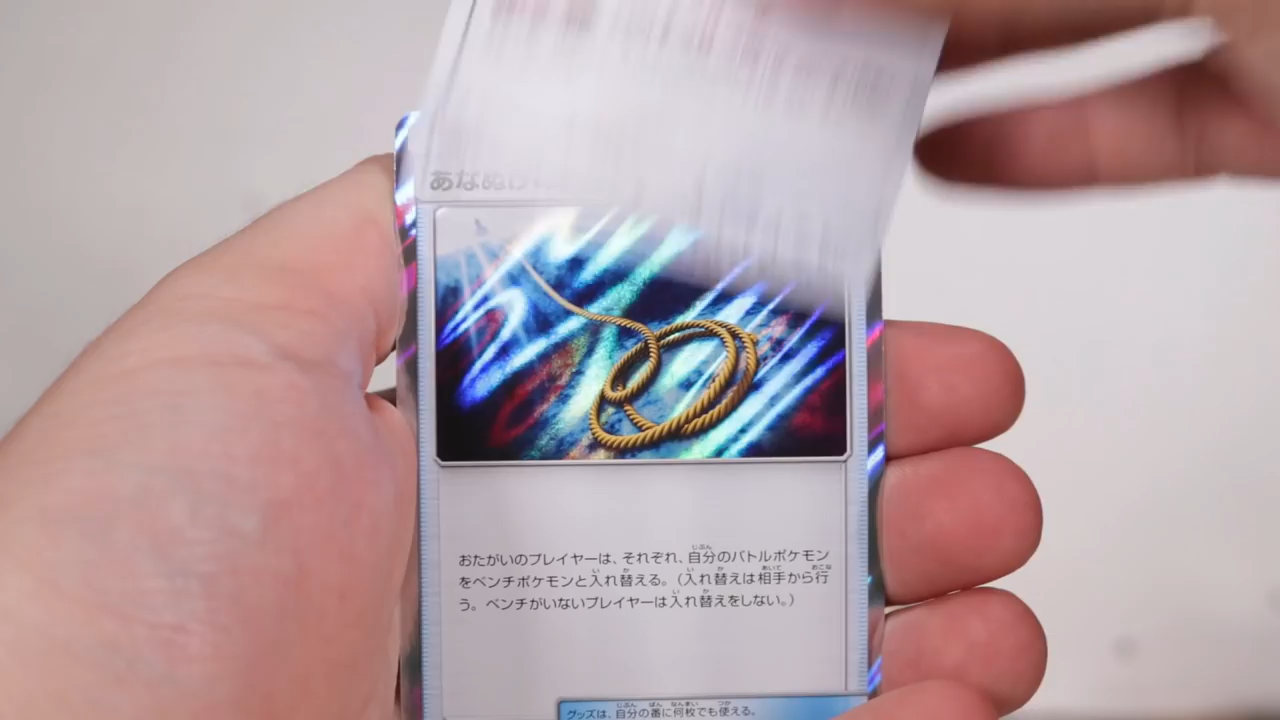 あなぬけ
おたがいのプレイヤーは、それぞれ、自分のバトルポケモン
をベンチポケモンと入れ替える。（入れ替えは相手から行
う。ベンチがいないプレイヤーは入れ替えをしない。）
グッズは、自分の番に何枚でも使える。